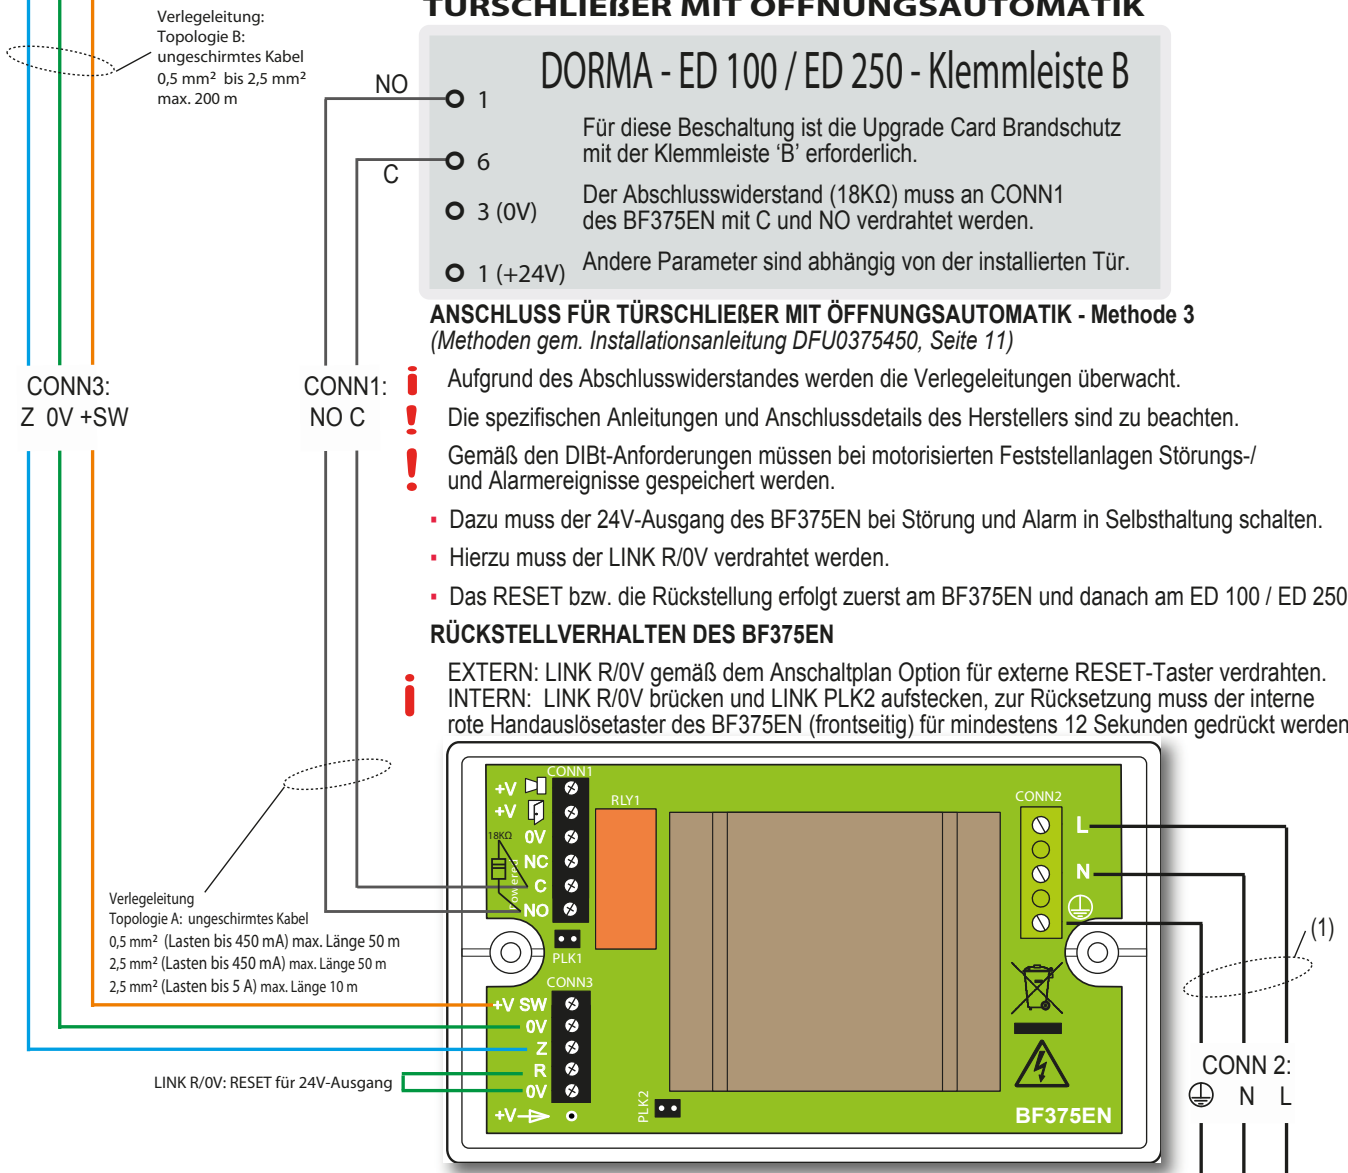 TÜRSCHLIEßER MIT ÖFFNUNGSAUTOMATIK
Verlegeleitung:
Topologie B:
ungeschirmtes Kabel
0,5 mm² bis 2,5 mm²
max. 200 m
DORMA - ED 100 / ED 250 - Klemmleiste B
NO
1
Für diese Beschaltung ist die Upgrade Card Brandschutz
mit der Klemmleiste ‘B’ erforderlich.
C
6
Der Abschlusswiderstand (18KΩ) muss an CONN1
des BF375EN mit C und NO verdrahtet werden.
3 (0V)
Andere Parameter sind abhängig von der installierten Tür.
1 (+24V)
ANSCHLUSS FÜR TÜRSCHLIEßER MIT ÖFFNUNGSAUTOMATIK - Methode 3
(Methoden gem. Installationsanleitung DFU0375450, Seite 11)
CONN3:
Z 0V +SW
CONN1:
NO C
i Aufgrund des Abschlusswiderstandes werden die Verlegeleitungen überwacht.
! Die spezifischen Anleitungen und Anschlussdetails des Herstellers sind zu beachten.
! Gemäß den DIBt-Anforderungen müssen bei motorisierten Feststellanlagen Störungs-/
und Alarmereignisse gespeichert werden.
▪ Dazu muss der 24V-Ausgang des BF375EN bei Störung und Alarm in Selbsthaltung schalten.
▪ Hierzu muss der LINK R/0V verdrahtet werden.
▪ Das RESET bzw. die Rückstellung erfolgt zuerst am BF375EN und danach am ED 100 / ED 250
RÜCKSTELLVERHALTEN DES BF375EN
i EXTERN: LINK R/0V gemäß dem Anschaltplan Option für externe RESET-Taster verdrahten.
INTERN: LINK R/0V brücken und LINK PLK2 aufstecken, zur Rücksetzung muss der interne
rote Handauslösetaster des BF375EN (frontseitig) für mindestens 12 Sekunden gedrückt werden
CONN1
+V
+V
0V
NC
C
NO
18KΩ
Powered
RLY1
PLK1
CONN2
L
N
(1)
Verlegeleitung
Topologie A: ungeschirmtes Kabel
0,5 mm² (Lasten bis 450 mA) max. Länge 50 m
2,5 mm² (Lasten bis 450 mA) max. Länge 50 m
2,5 mm² (Lasten bis 5 A) max. Länge 10 m
CONN3
+V SW
0V
Z
R
0V
+V
LINK R/0V: RESET für 24V-Ausgang
PLK2
BF375EN
CONN 2:
N L